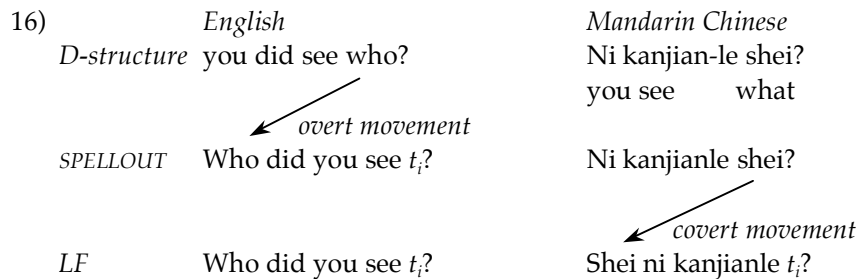 16) English Mandarin Chinese
D-structure you did see who? Ni kanjian-le shei?
you see what
overt movement
SPELLOUT Who did you see tᵢ? Ni kanjianle shei?
covert movement
LF Who did you see tᵢ? Shei ni kanjianle tᵢ?